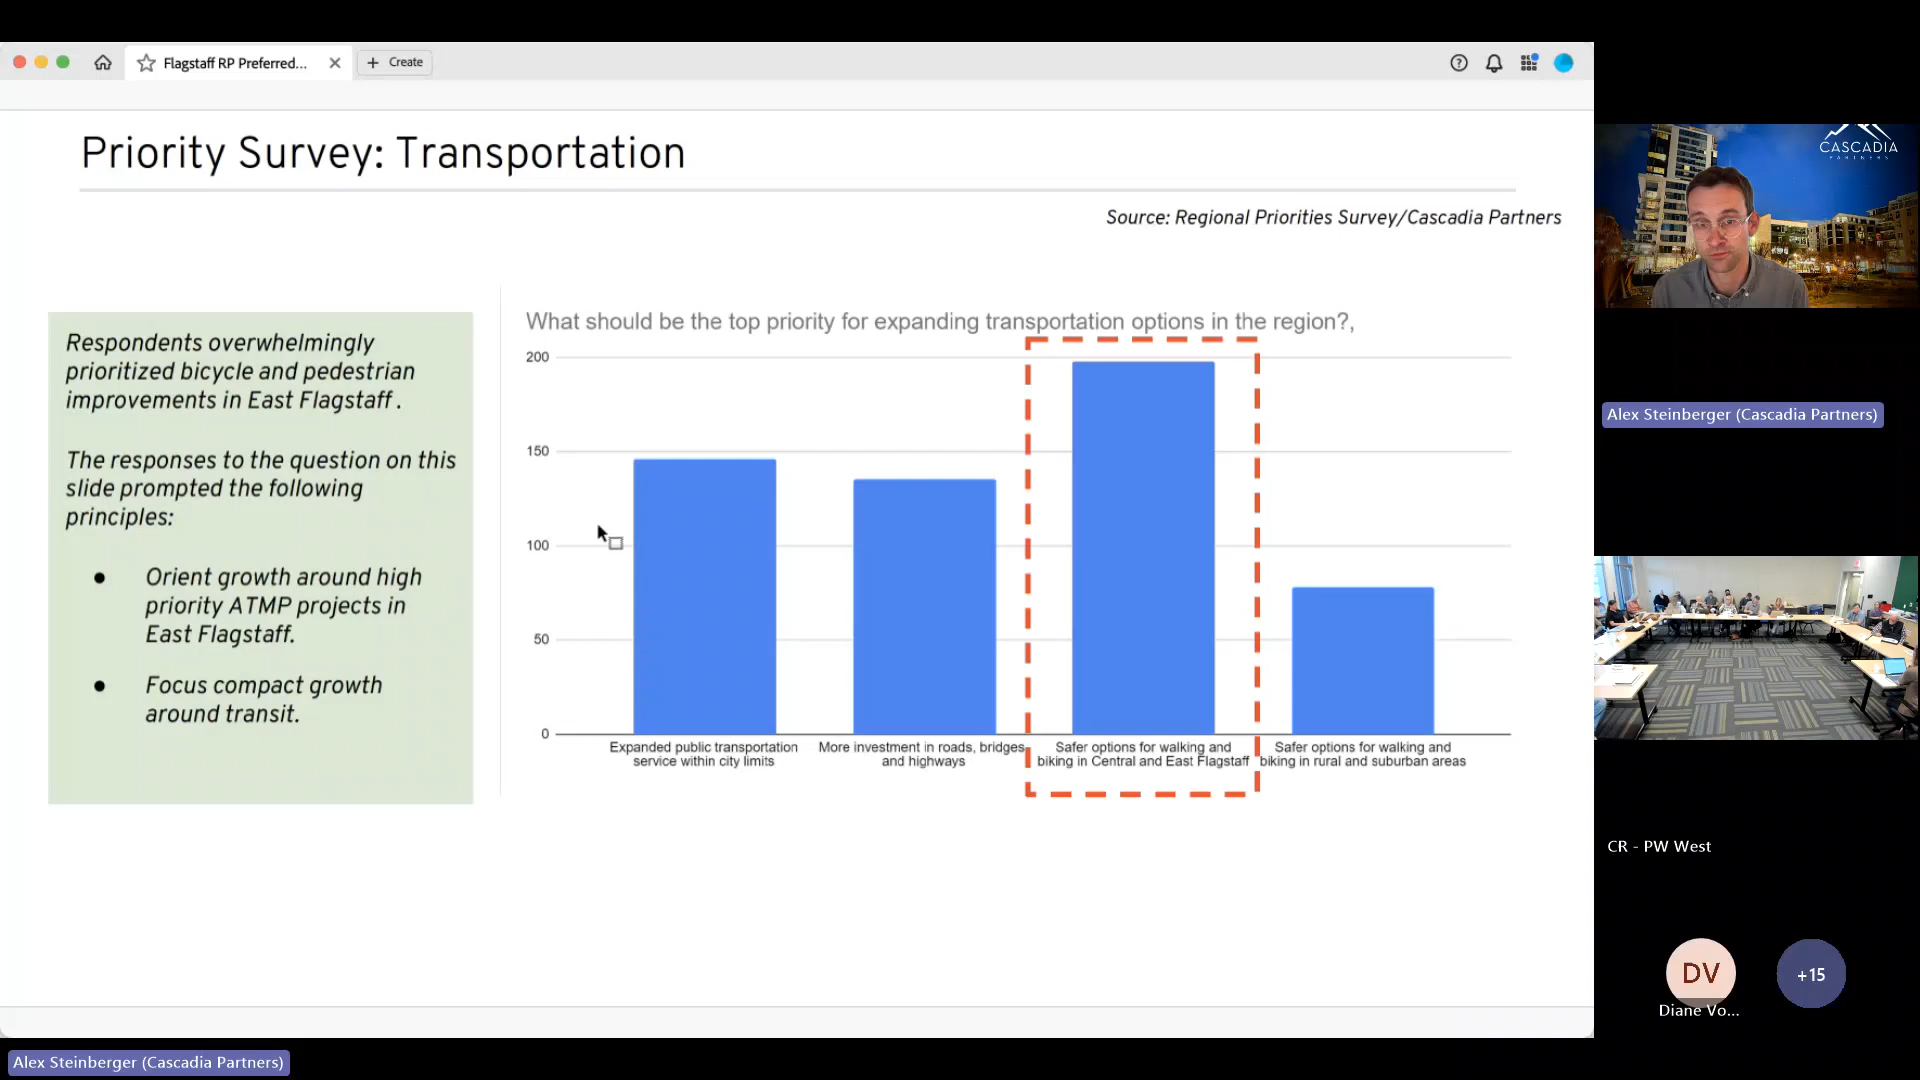 Flagstaff RP Preferred...
Create
Priority Survey: Transportation
Source: Regional Priorities Survey/Cascadia Partners
Respondents overwhelmingly
prioritized bicycle and pedestrian
improvements in East Flagstaff .
The responses to the question on this
slide prompted the following
principles:
● Orient growth around high
priority ATMP projects in
East Flagstaff.
● Focus compact growth
around transit.
What should be the top priority for expanding transportation options in the region?,
200
150
100
50
0
Expanded public transportation
service within city limits
More investment in roads, bridges,
and highways
Safer options for walking and
biking in Central and East Flagstaff
Safer options for walking and
biking in rural and suburban areas
CASCADIA
PARTNERS
Alex Steinberger (Cascadia Partners)
CR - PW West
DV
Diane Vo...
+15
Alex Steinberger (Cascadia Partners)